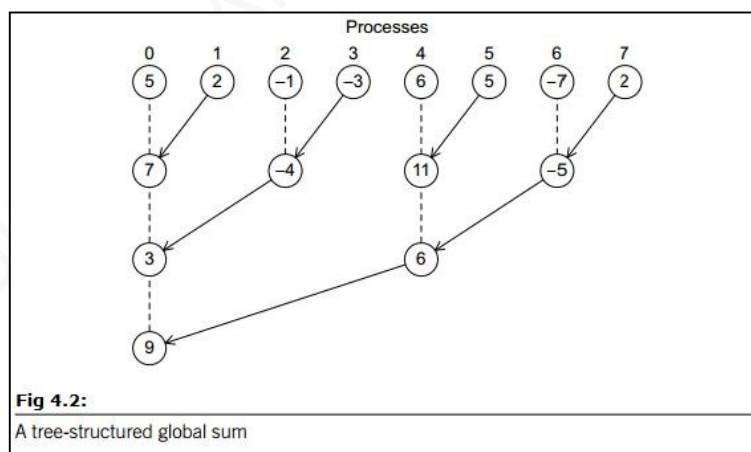 Processes
0 1 2 3 4 5 6 7
5 2 −1 −3 6 5 −7 2
7 −4 11 −5
3 6
9
Fig 4.2:
A tree-structured global sum